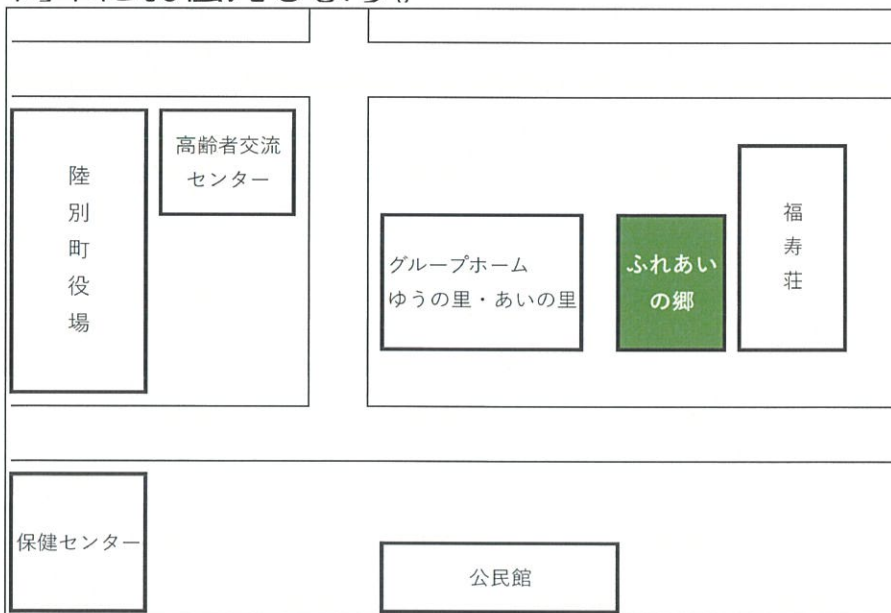 陸別町役場
高齢者交流
センター
グループホーム
ゆうの里・あいの里
ふれあい
の郷
福寿荘
保健センター
公民館